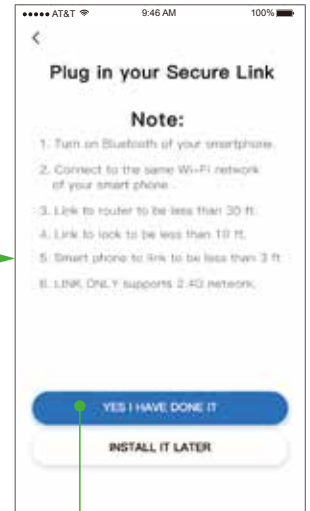 AT&T 9:46 AM 100%
Plug in your Secure Link
Note:
1. Turn on Bluetooth of your smartphone.
2. Connect to the same Wi-Fi network
of your smart phone
3. Link to router to be less than 30 ft.
4. Link to lock to be less than 10 ft.
5. Smart phone to link to be less than 3 ft
6. LINK ONLY supports 2.4G network.
YES I HAVE DONE IT
INSTALL IT LATER